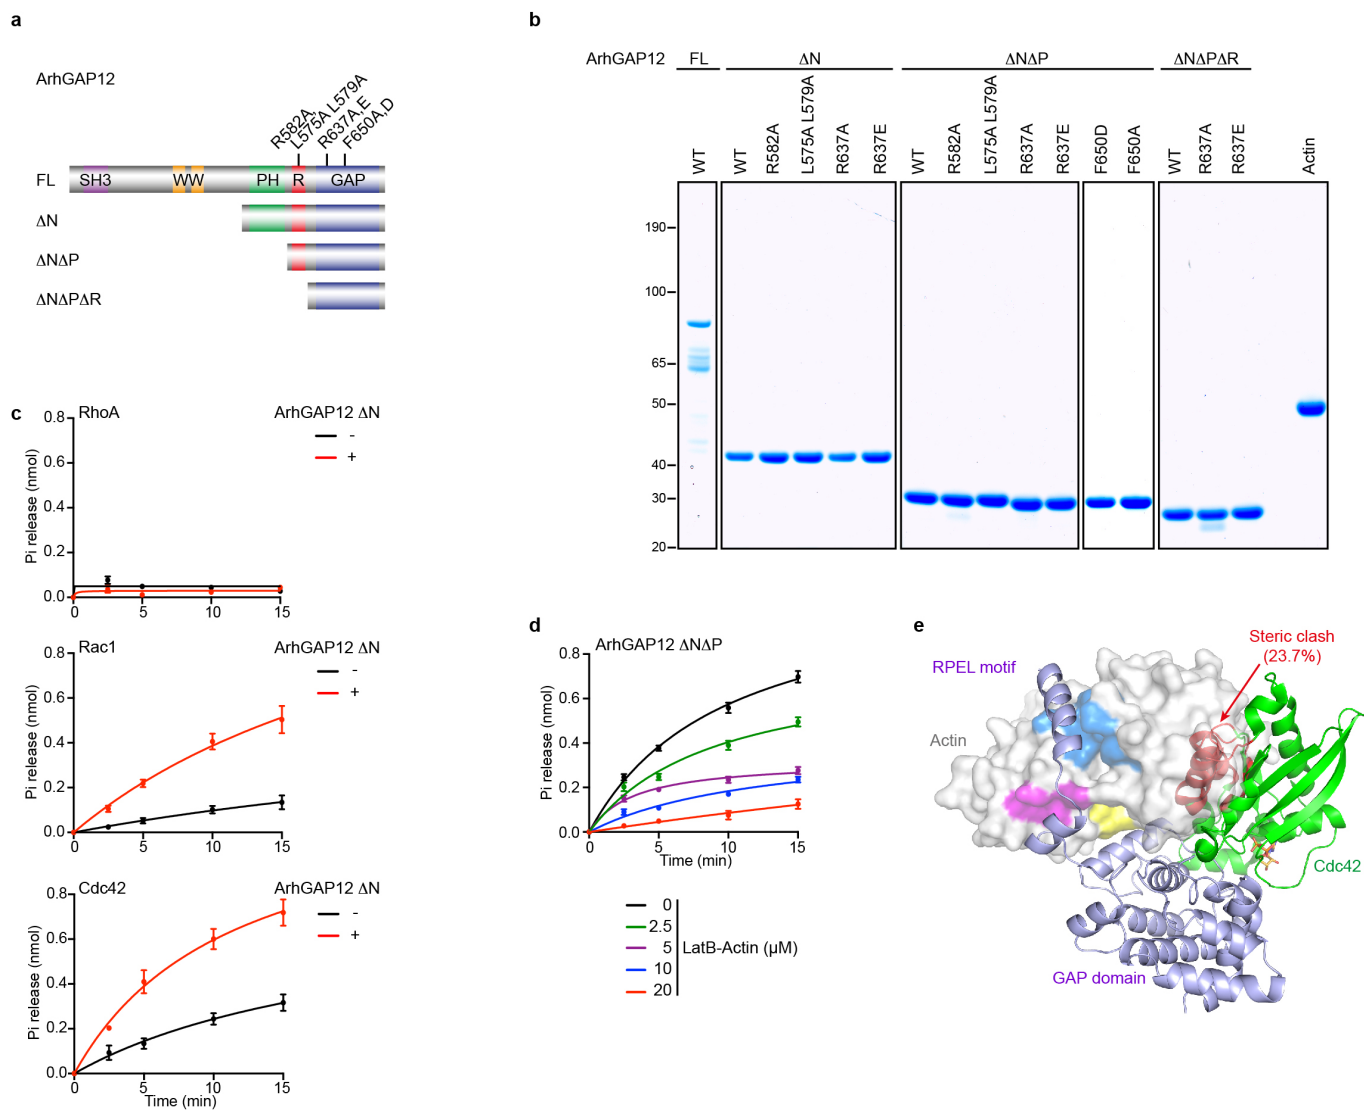 a
ArhGAP12
R582A,
L575A L579A
R637A,E
F650A,D
FL
SH3
WW
PH
R
GAP
ΔN
ΔNΔP
ΔNΔPΔR
b
ArhGAP12
FL
ΔN
ΔNΔP
ΔNΔPΔR
WT
WT
R582A
L575A L579A
R637A
R637E
WT
R582A
L575A L579A
R637A
R637E
F650D
F650A
WT
R637A
R637E
Actin
190
100
65
50
40
30
20
c
RhoA
ArhGAP12 ΔN
-
+
Pi release (nmol)
0.8
0.6
0.4
0.2
0.0
0
5
10
15
Rac1
ArhGAP12 ΔN
-
+
Pi release (nmol)
0.8
0.6
0.4
0.2
0.0
0
5
10
15
Cdc42
ArhGAP12 ΔN
-
+
Pi release (nmol)
0.8
0.6
0.4
0.2
0.0
0
5
10
15
Time (min)
d
ArhGAP12 ΔNΔP
Pi release (nmol)
0.8
0.6
0.4
0.2
0.0
0
5
10
15
Time (min)
0
2.5
5
10
20
LatB-Actin (µM)
e
Steric clash
(23.7%)
RPEL motif
Actin
Cdc42
GAP domain